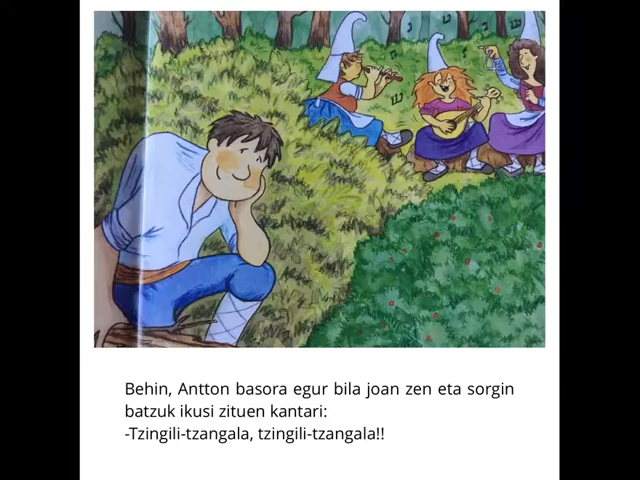 Behin, Antton basora egur bila joan zen eta sorgin
batzuk ikusi zituen kantari:
-Tzingili-tzangala, tzingili-tzangala!!